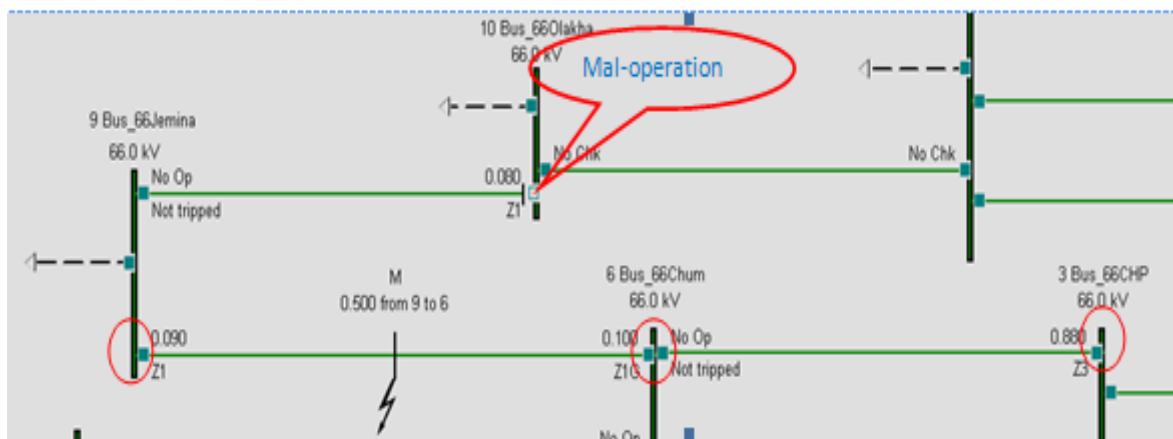 10 Bus_66Olakha
66.0 kV
Mal-operation
9 Bus_66Jemina
66.0 kV
No Op
Not tripped
0.080
Z1
No Chk
No Chk
M
0.500 from 9 to 6
6 Bus_66Chum
66.0 kV
3 Bus_66CHP
66.0 kV
0.090
Z1
0.100
Z1G
No Op
Not tripped
0.880
Z3
No Op